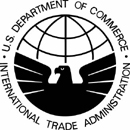 U.S. DEPARTMENT OF COMMERCE
INTERNATIONAL TRADE ADMINISTRATION